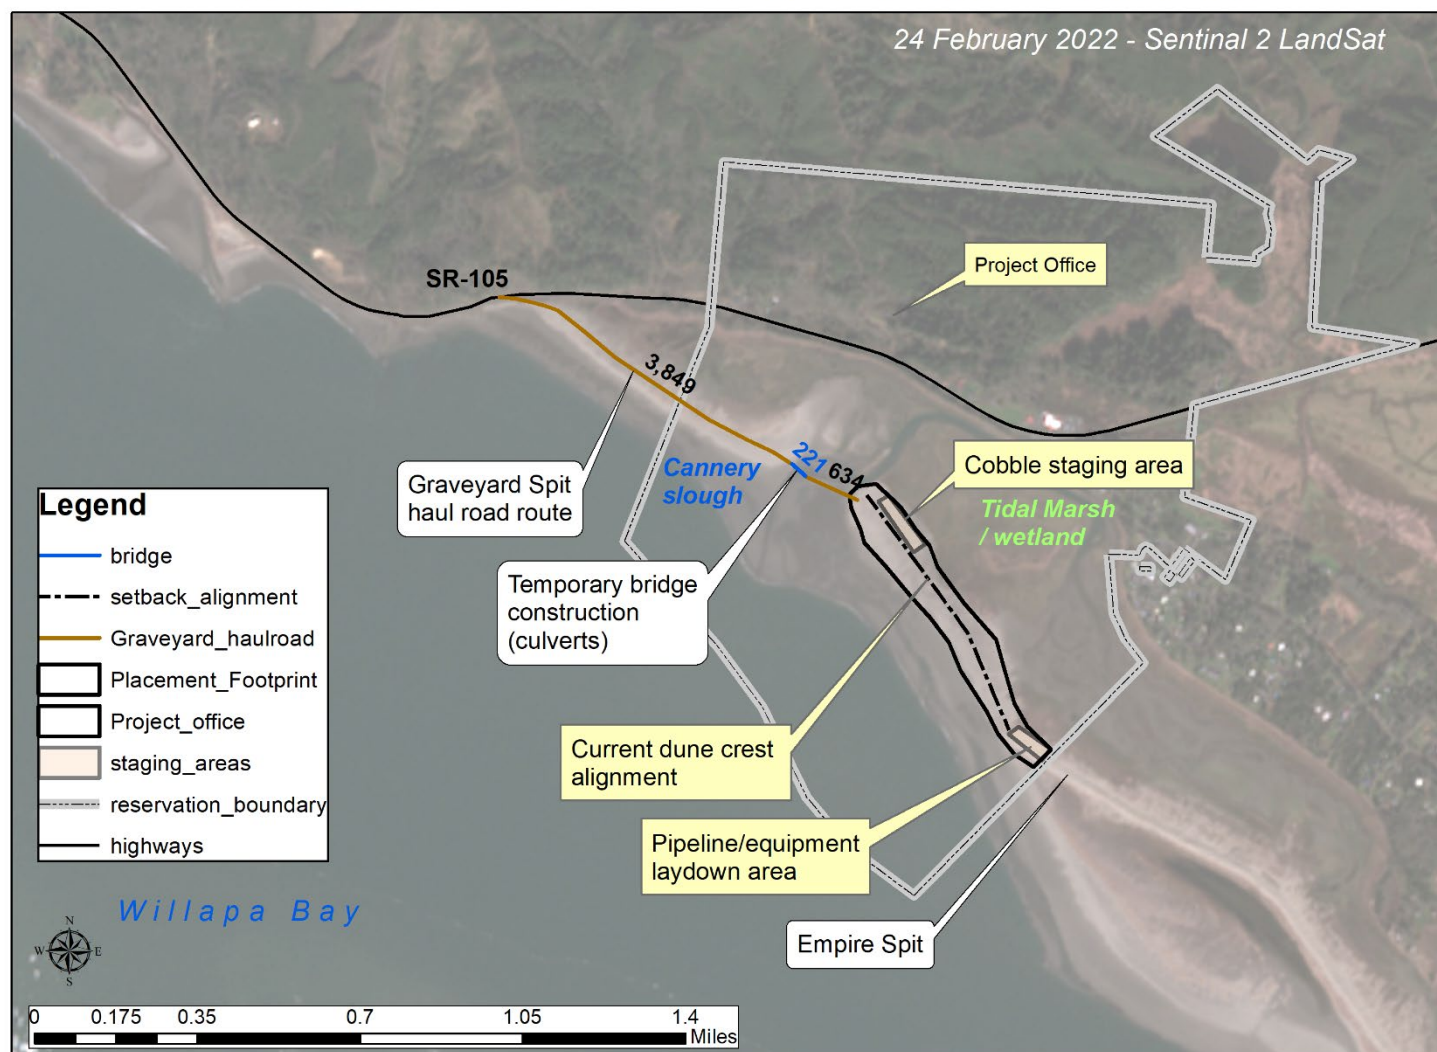 24 February 2022 - Sentinal 2 LandSat
Project Office
SR-105
3,849
221
634
Cannery
slough
Cobble staging area
Tidal Marsh
/ wetland
Graveyard Spit
haul road route
Temporary bridge
construction
(culverts)
Current dune crest
alignment
Pipeline/equipment
laydown area
Empire Spit
Legend
bridge
setback_alignment
Graveyard_haulroad
Placement_Footprint
Project_office
staging_areas
reservation_boundary
highways
Willapa Bay
N
W E
S
0 0.175 0.35 0.7 1.05 1.4
Miles